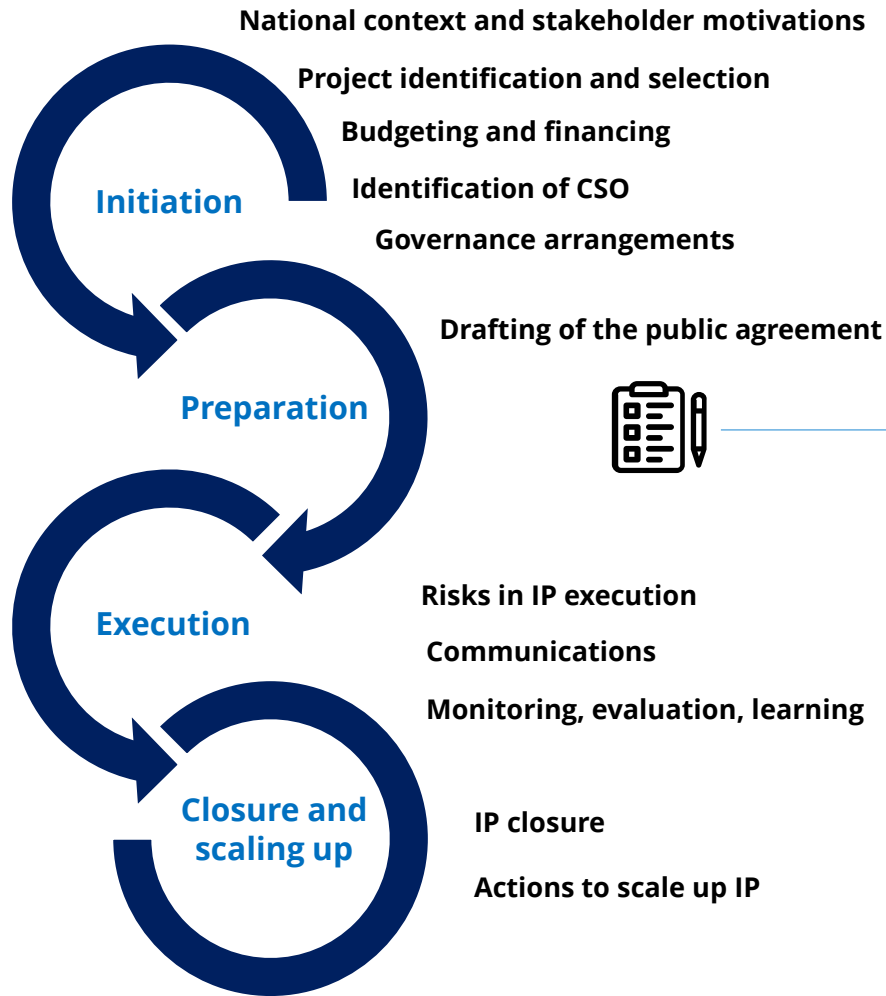 National context and stakeholder motivations
Project identification and selection
Budgeting and financing
Identification of CSO
Initiation
Governance arrangements
Drafting of the public agreement
Preparation
Risks in IP execution
Execution
Communications
Monitoring, evaluation, learning
Closure and
scaling up
IP closure
Actions to scale up IP